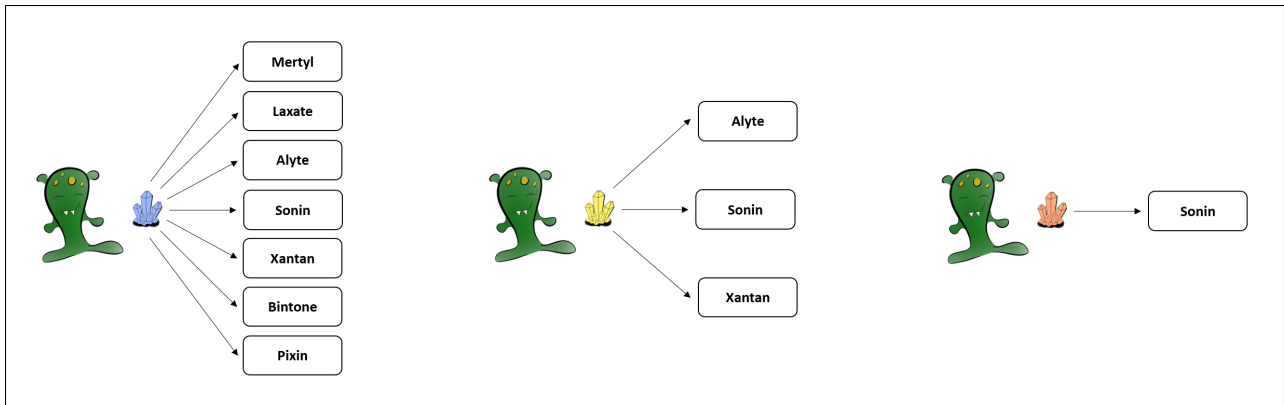 Mertyl
Laxate
Alyte
Sonin
Xantan
Bintone
Pixin
Alyte
Sonin
Xantan
Sonin